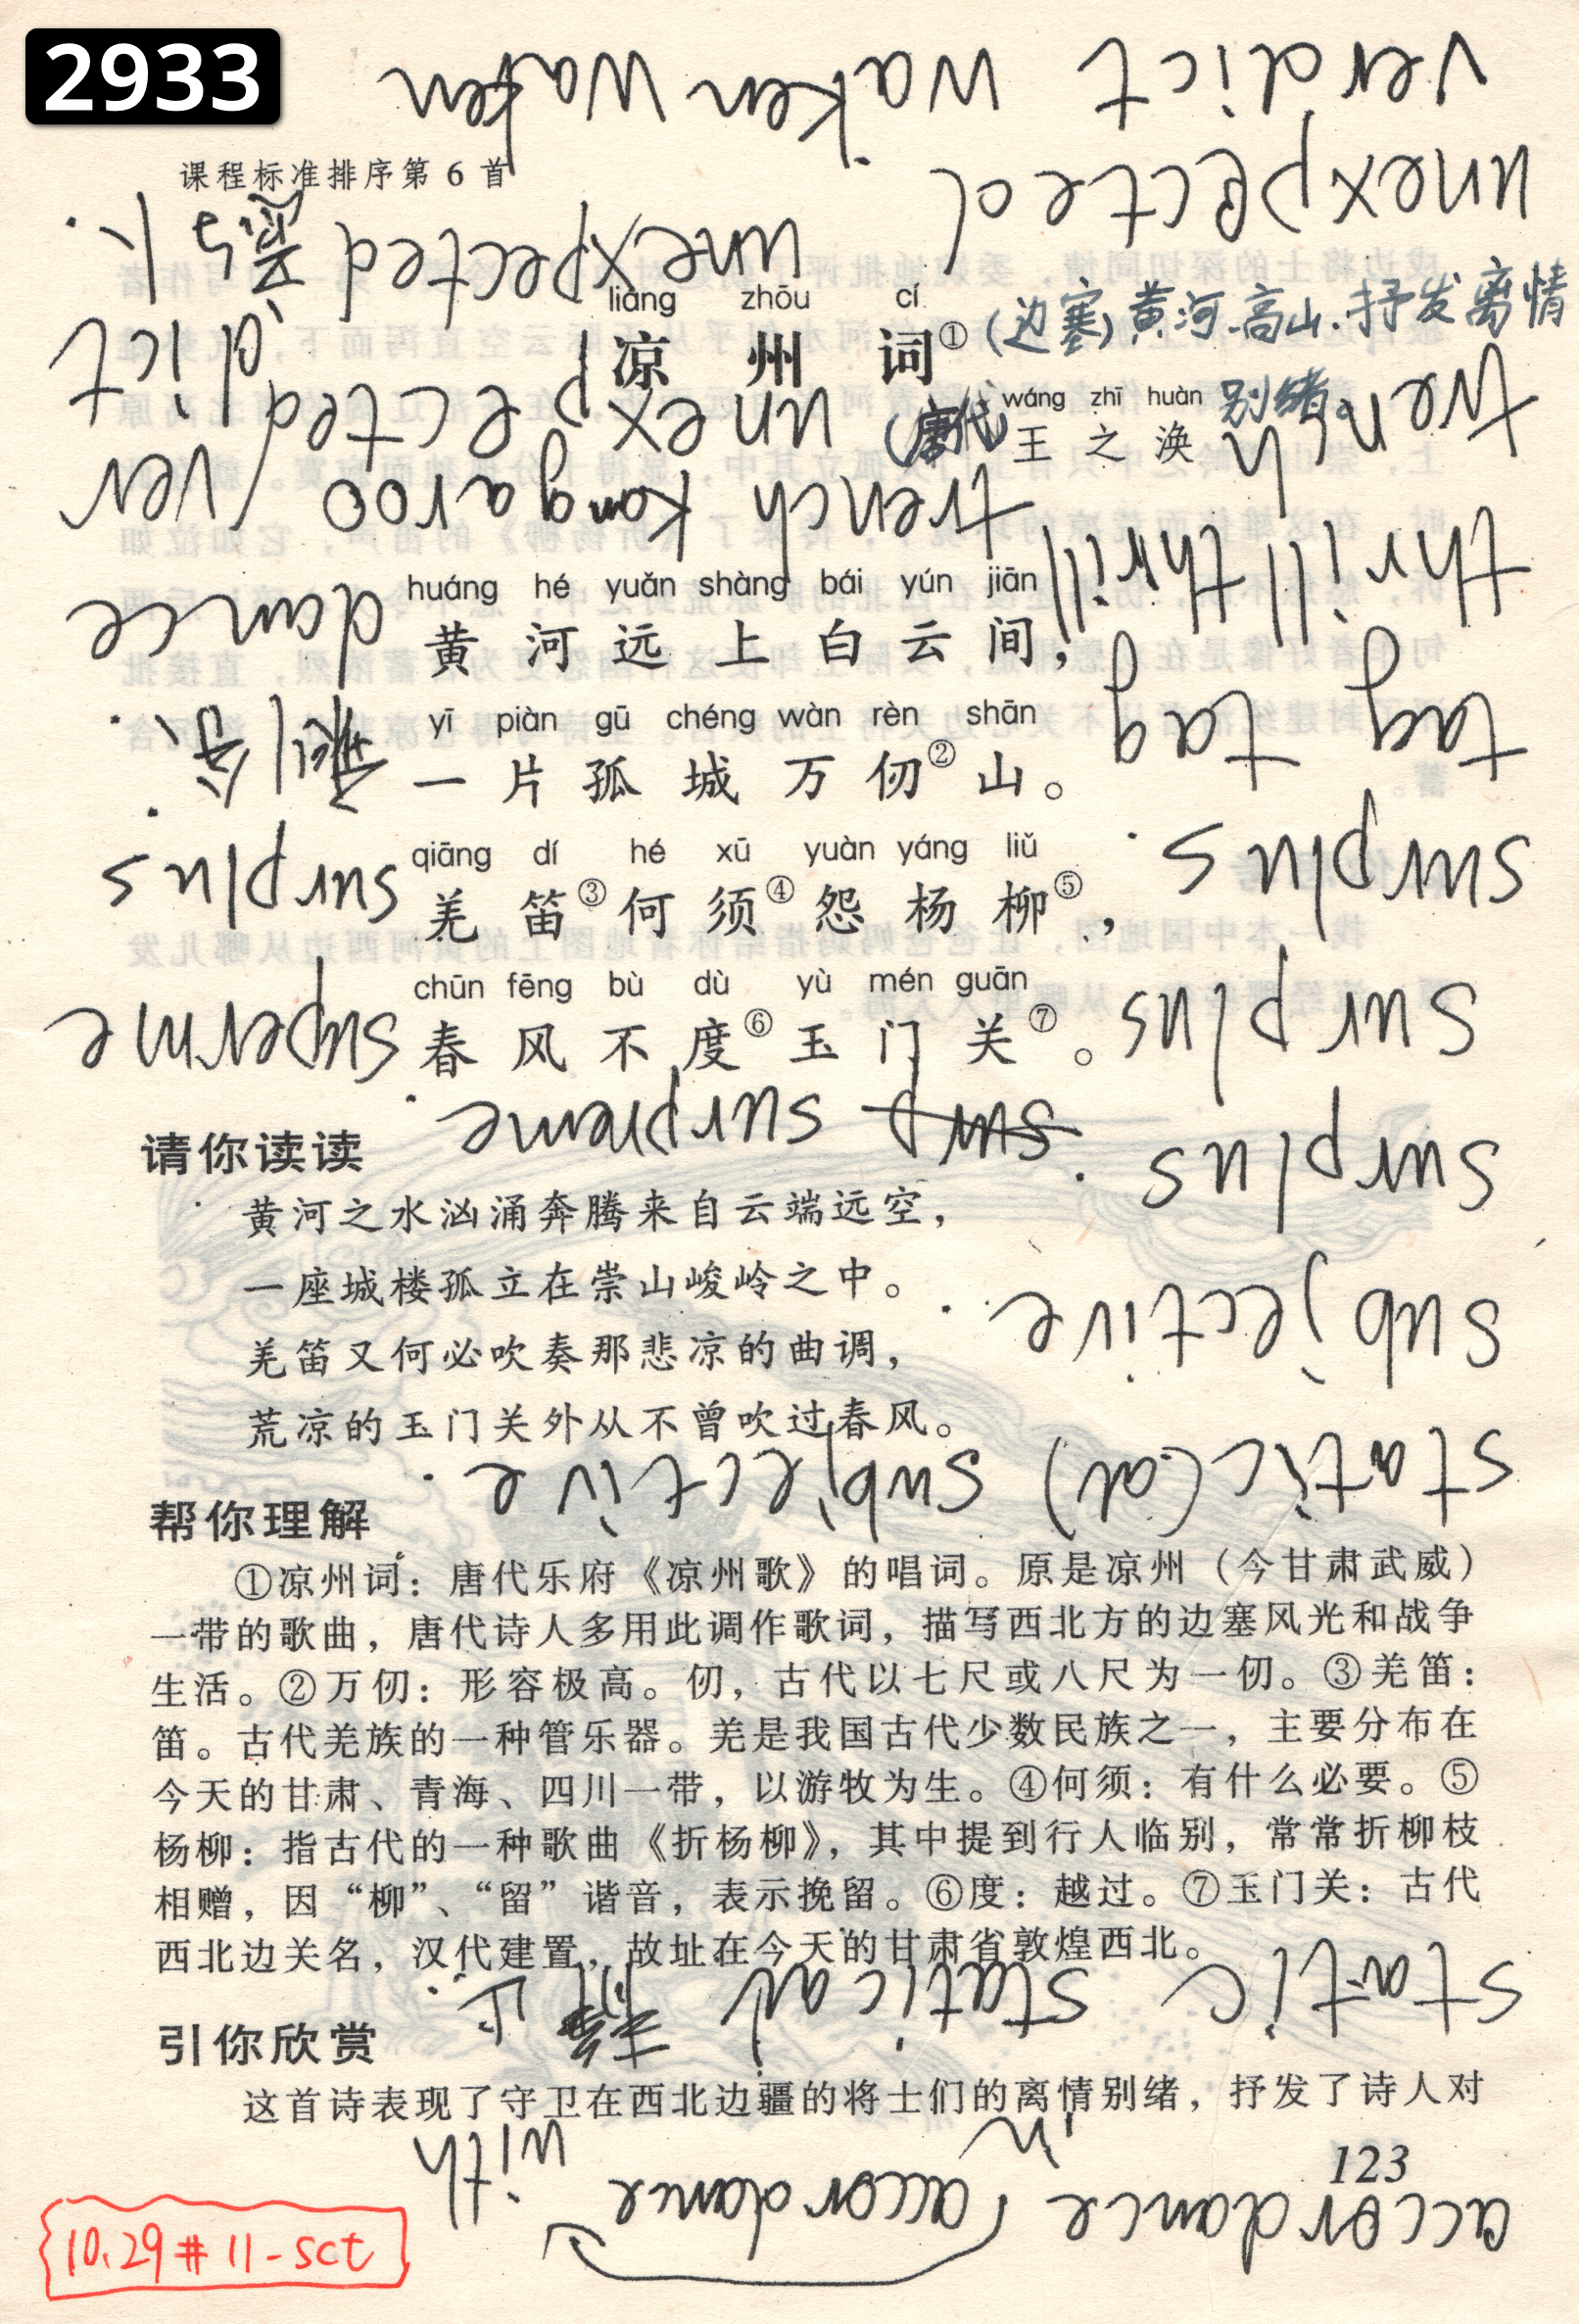 2933
verdict waken waken
课程标准排序第 6 首
unexpected
unexpected
liáng zhōu cí
凉州词①
(边塞)黄河.高山.抒发离情别绪。
(唐代)
wáng zhī huàn
王之涣
dict
unexpected
trench
trench kangaroo
ver
thrill thrill
dance
huáng hé yuǎn shàng bái yún jiān
黄河远上白云间，
tag tag
yī piàn gū chéng wàn rèn shān
一片孤城万仞②山。
surplus
surplus.
qiāng dí hé xū yuàn yáng liǔ
羌笛③何须④怨杨柳⑤，
surplus
supreme
chūn fēng bù dù yù mén guān
春风不度⑥玉门关⑦。
surpreme
surplus
请你读读
黄河之水汹涌奔腾来自云端远空，
一座城楼孤立在崇山峻岭之中。
subjective.
羌笛又何必吹奏那悲凉的曲调，
荒凉的玉门关外从不曾吹过春风。
static(al) subjective.
帮你理解
①凉州词：唐代乐府《凉州歌》的唱词。原是凉州（今甘肃武威）
一带的歌曲，唐代诗人多用此调作歌词，描写西北方的边塞风光和战争
生活。②万仞：形容极高。仞，古代以七尺或八尺为一仞。③羌笛：
笛。古代羌族的一种管乐器。羌是我国古代少数民族之一，主要分布在
今天的甘肃、青海、四川一带，以游牧为生。④何须：有什么必要。⑤
杨柳：指古代的一种歌曲《折杨柳》，其中提到行人临别，常常折柳枝
相赠，因“柳”、“留”谐音，表示挽留。⑥度：越过。⑦玉门关：古代
西北边关名，汉代建置，故址在今天的甘肃省敦煌西北。
static statical
引你欣赏
这首诗表现了守卫在西北边疆的将士们的离情别绪，抒发了诗人对
in
with
accordance accordance
123
10.29#11-sct